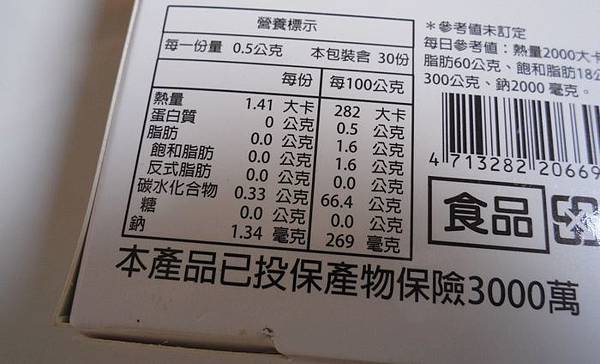 營養標示
每一份量 0.5公克 本包裝含 30份
每份 每100公克
熱量 1.41 大卡 282 大卡
蛋白質 0 公克 0.5 公克
脂肪 0.0 公克 1.6 公克
飽和脂肪 0.0 公克 1.6 公克
反式脂肪 0.0 公克 0.0 公克
碳水化合物 0.33 公克 66.4 公克
糖 0.0 公克 0.0 公克
鈉 1.34 毫克 269 毫克
*參考值未訂定
每日參考值:熱量2000大卡
脂肪60公克、飽和脂肪18公
300公克、鈉2000 毫克。
4 713282 20669
食品
本產品已投保產物保險3000萬